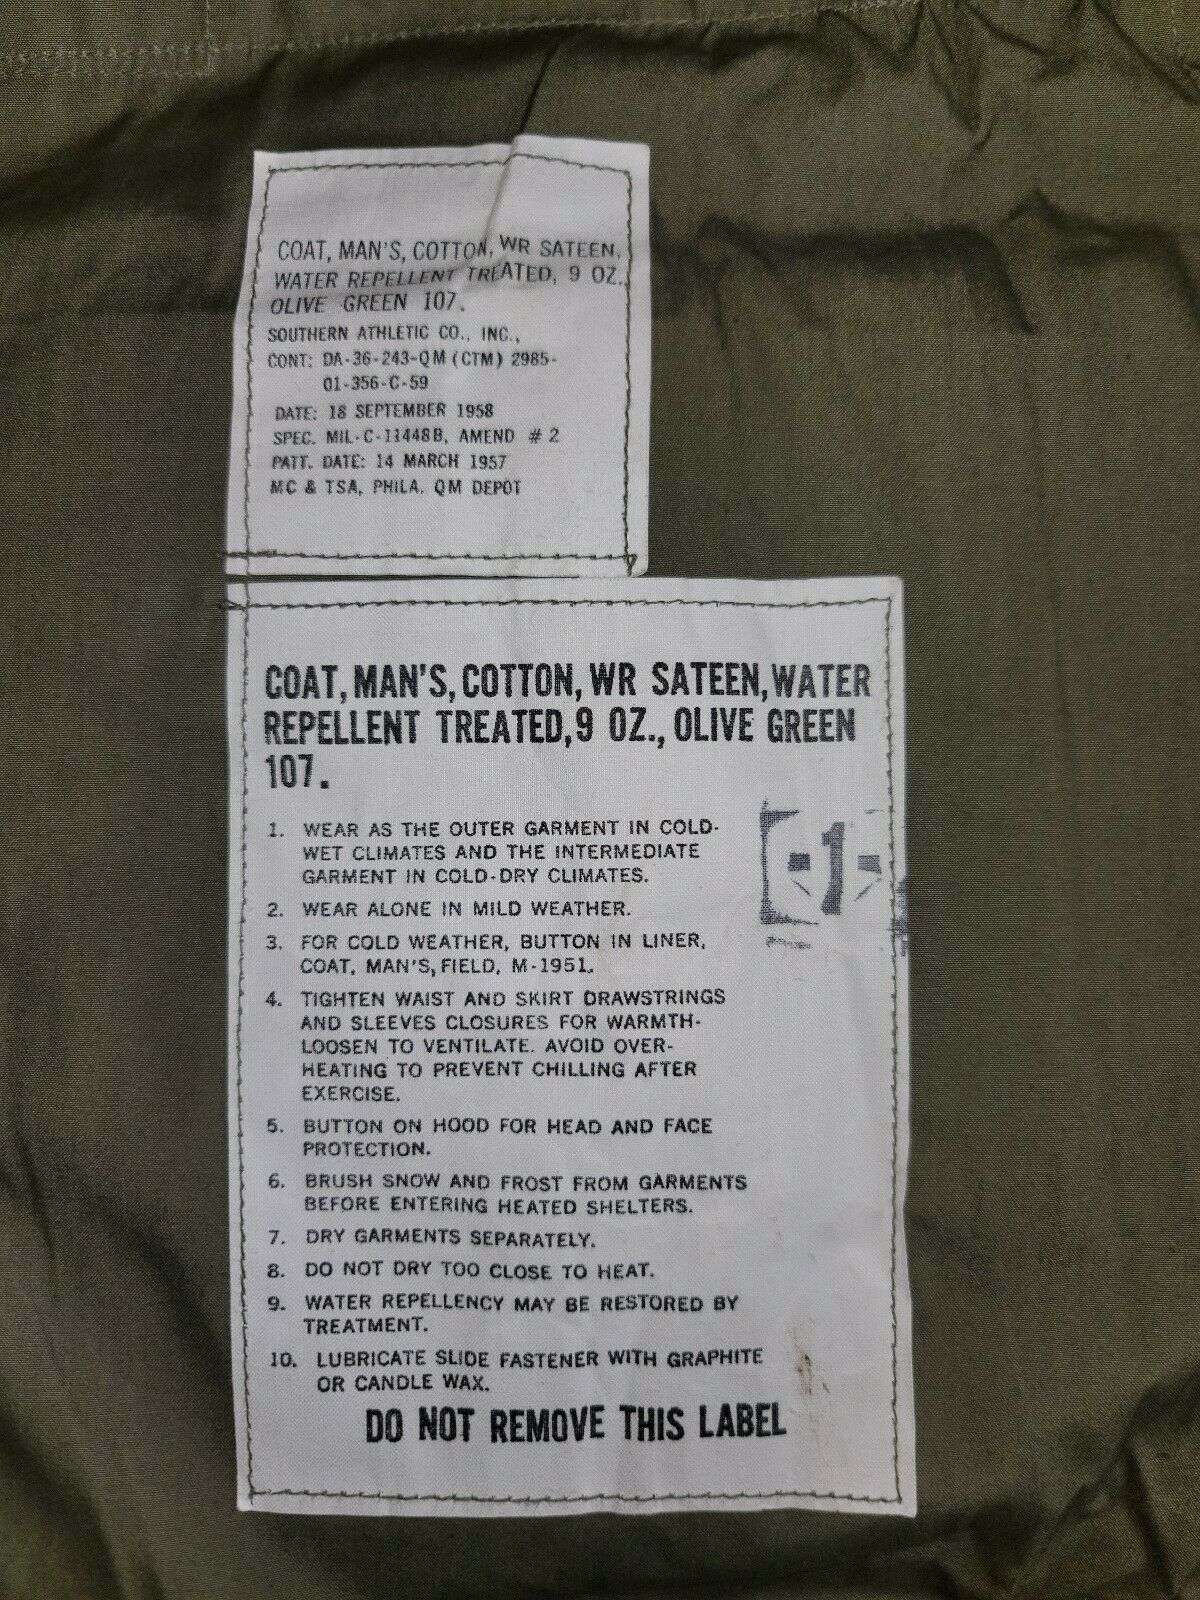 COAT, MAN'S, COTTON, WR SATEEN,
WATER REPELLENT TREATED, 9 OZ.,
OLIVE GREEN 107.
SOUTHERN ATHLETIC CO., INC.,
CONT: DA-36-243-QM (CTM) 2985-
01-356-C-59
DATE: 18 SEPTEMBER 1958
SPEC. MIL-C-11448B, AMEND # 2
PATT. DATE: 14 MARCH 1957
MC & TSA, PHILA. QM DEPOT
COAT, MAN'S, COTTON, WR SATEEN, WATER
REPELLENT TREATED, 9 OZ., OLIVE GREEN
107.
1. WEAR AS THE OUTER GARMENT IN COLD-
WET CLIMATES AND THE INTERMEDIATE
GARMENT IN COLD-DRY CLIMATES.
2. WEAR ALONE IN MILD WEATHER.
3. FOR COLD WEATHER, BUTTON IN LINER,
COAT, MAN'S, FIELD, M-1951.
4. TIGHTEN WAIST AND SKIRT DRAWSTRINGS
AND SLEEVES CLOSURES FOR WARMTH-
LOOSEN TO VENTILATE. AVOID OVER-
HEATING TO PREVENT CHILLING AFTER
EXERCISE.
5. BUTTON ON HOOD FOR HEAD AND FACE
PROTECTION.
6. BRUSH SNOW AND FROST FROM GARMENTS
BEFORE ENTERING HEATED SHELTERS.
7. DRY GARMENTS SEPARATELY.
8. DO NOT DRY TOO CLOSE TO HEAT.
9. WATER REPELLENCY MAY BE RESTORED BY
TREATMENT.
10. LUBRICATE SLIDE FASTENER WITH GRAPHITE
OR CANDLE WAX.
DO NOT REMOVE THIS LABEL
1